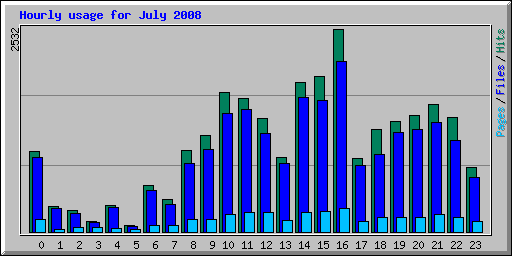 Hourly usage for July 2008
2532
Pages/Files/Hits
0 1 2 3 4 5 6 7 8 9 10 11 12 13 14 15 16 17 18 19 20 21 22 23